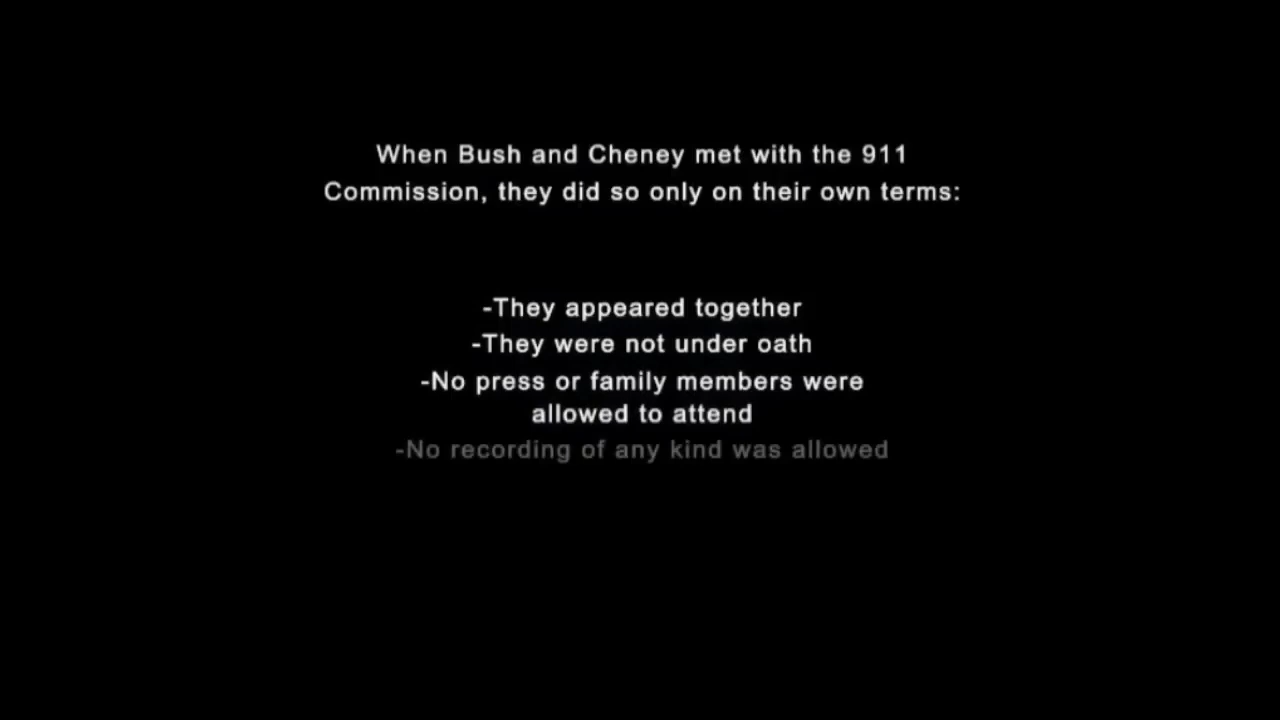 When Bush and Cheney met with the 911
Commission, they did so only on their own terms:
-They appeared together
-They were not under oath
-No press or family members were
allowed to attend
-No recording of any kind was allowed